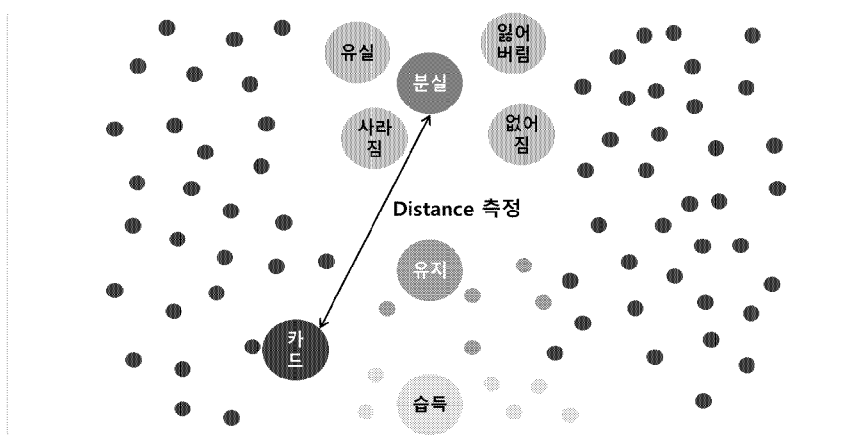 유실
잃어
버림
분실
사라
짐
없어
짐
Distance 측정
유지
카
드
습득